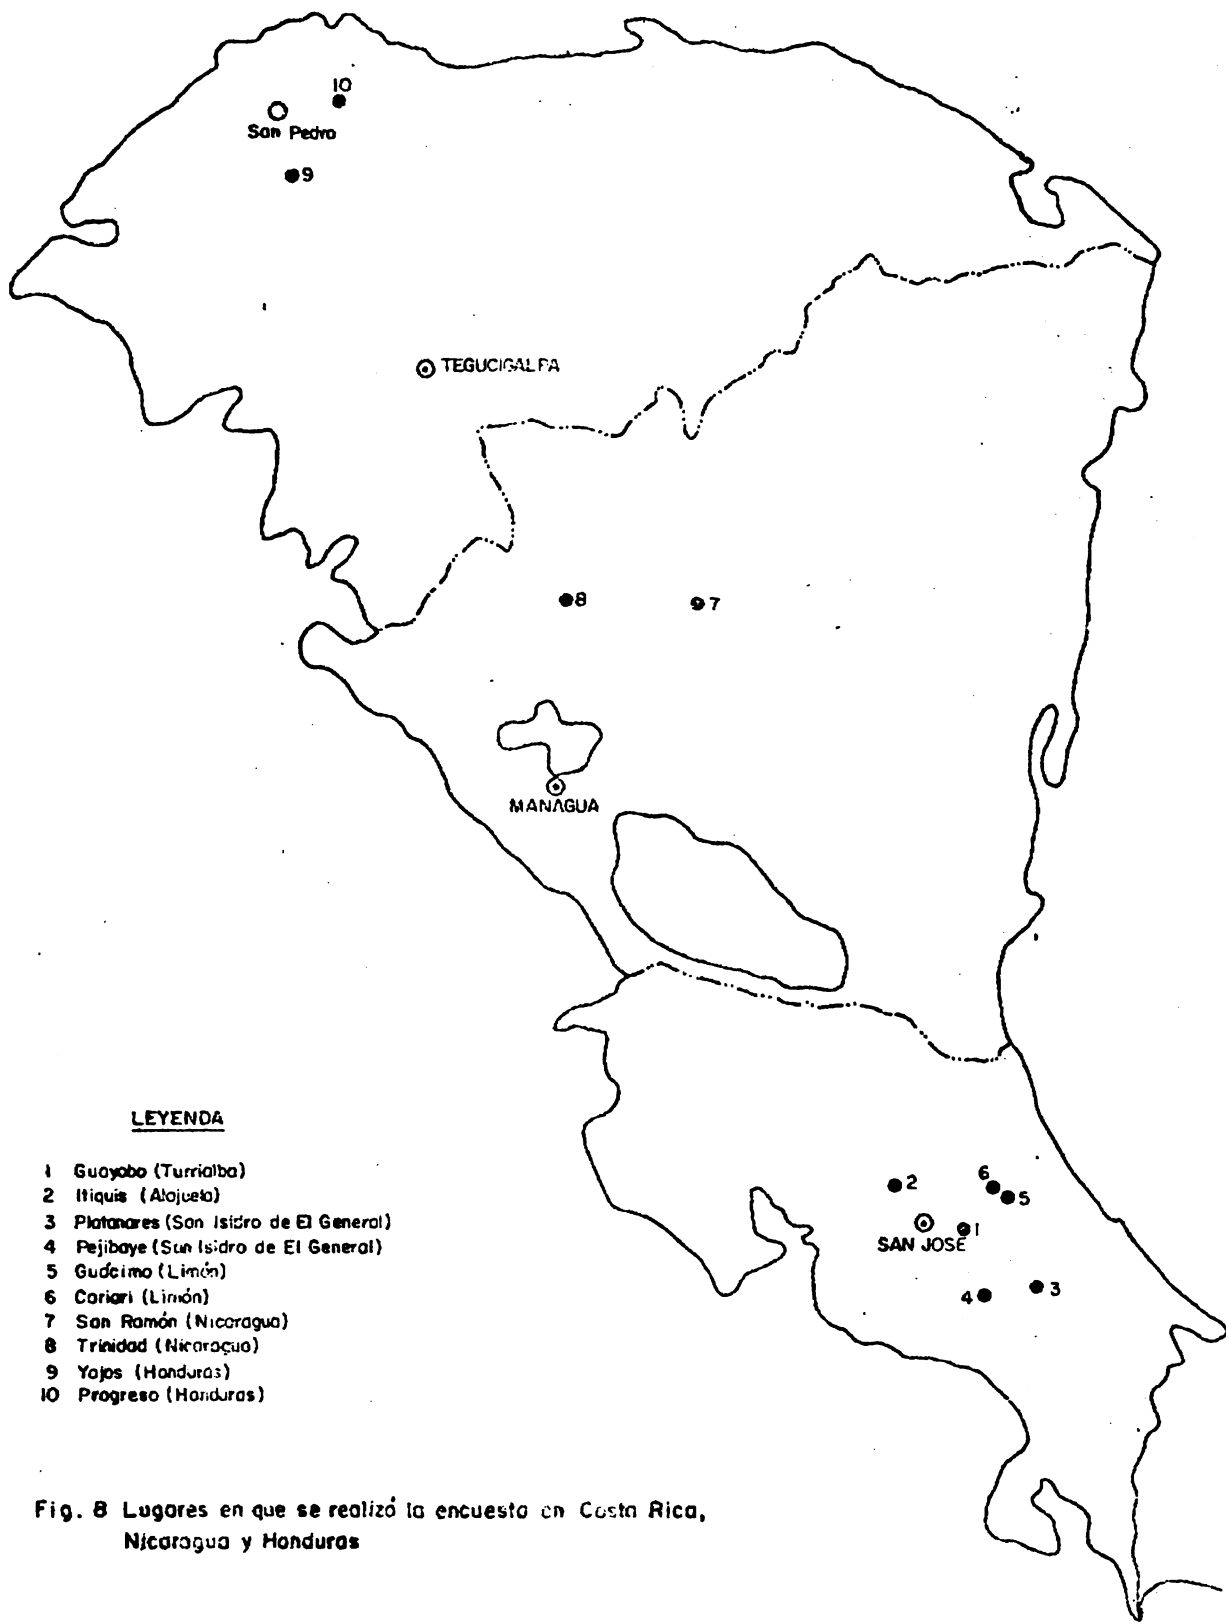 10
San Pedro
9
TEGUCIGALPA
8
7
MANAGUA
2
6
5
1
SAN JOSÉ
4
3
LEYENDA
1 Guayabo (Turrialba)
2 Itiquis (Alajuela)
3 Platanares (San Isidro de El General)
4 Pejibaye (San Isidro de El General)
5 Guácimo (Limón)
6 Cariari (Limón)
7 San Ramón (Nicaragua)
8 Trinidad (Nicaragua)
9 Yojos (Honduras)
10 Progreso (Honduras)
Fig. 8 Lugares en que se realizó la encuesta en Costa Rica,
Nicaragua y Honduras